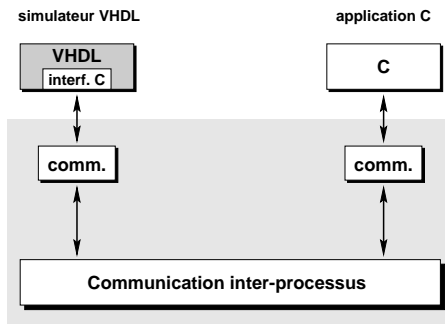 simulateur VHDL
application C
VHDL
interf. C
C
comm.
comm.
Communication inter-processus